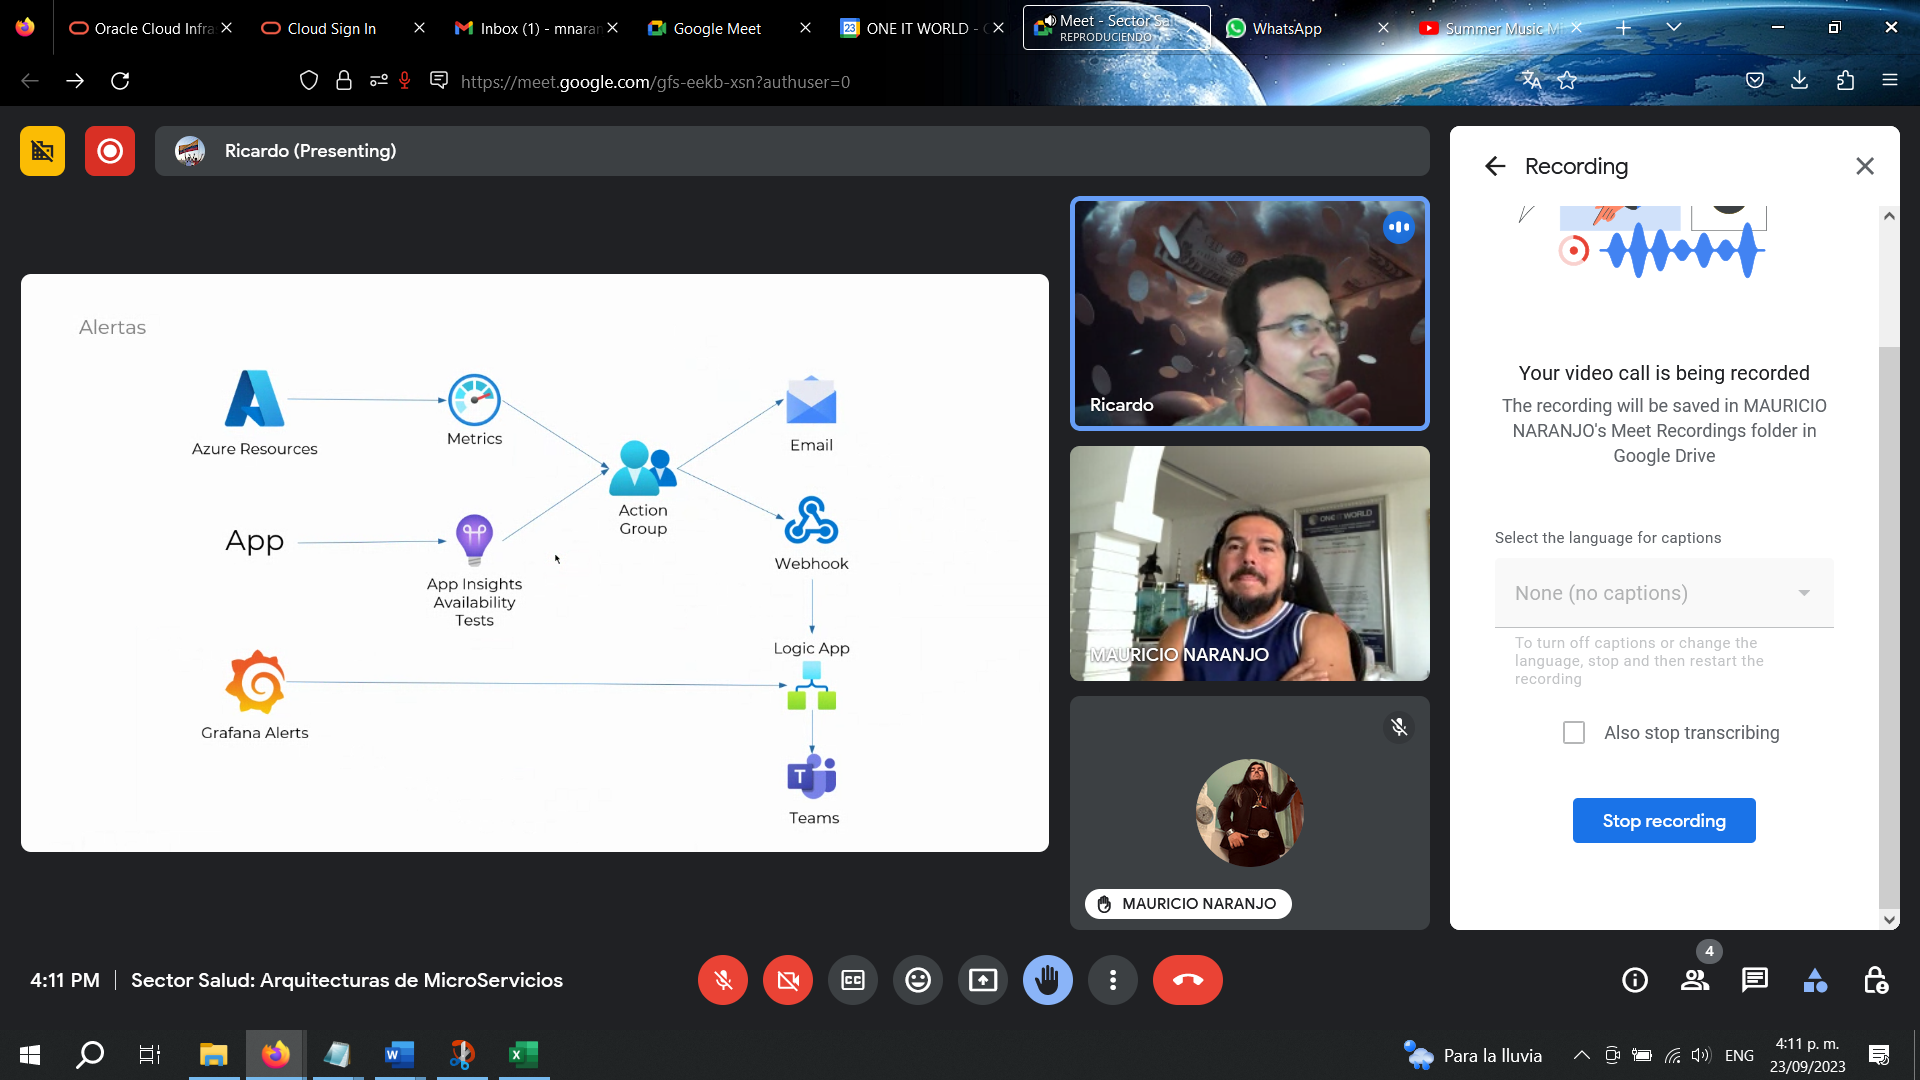 Oracle Cloud Infra
Cloud Sign In
Inbox (1) - mnaran
Google Meet
ONE IT WORLD - C
Meet - Sector Sal
REPRODUCIENDO
WhatsApp
Summer Music M
https://meet.google.com/gfs-eekb-xsn?authuser=0
Ricardo (Presenting)
Recording
Alertas
Azure Resources
Metrics
Email
Action
Group
App
App Insights
Availability
Tests
Webhook
Logic App
Grafana Alerts
Teams
Ricardo
ONE IT WORLD
MAURICIO NARANJO
MAURICIO NARANJO
Your video call is being recorded
The recording will be saved in MAURICIO
NARANJO's Meet Recordings folder in
Google Drive
Select the language for captions
None (no captions)
To turn off captions or change the
language, stop and then restart the
recording
Also stop transcribing
Stop recording
4:11 PM
Sector Salud: Arquitecturas de MicroServicios
4
Para la lluvia
ENG
4:11 p. m.
23/09/2023